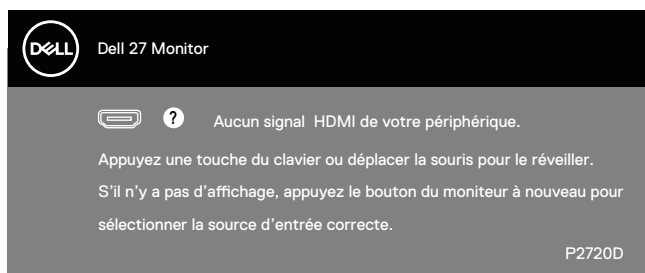 DELL
Dell 27 Monitor
? Aucun signal HDMI de votre périphérique.
Appuyez une touche du clavier ou déplacer la souris pour le réveiller.
S'il n'y a pas d'affichage, appuyez le bouton du moniteur à nouveau pour
sélectionner la source d'entrée correcte.
P2720D